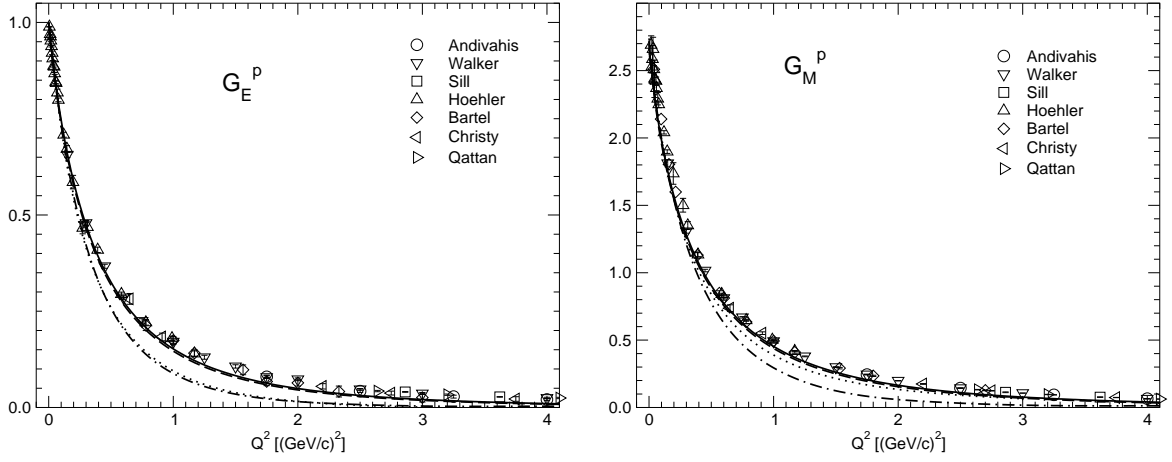 1.0
0.5
0.0
G_E^p
Andivahis
Walker
Sill
Hoehler
Bartel
Christy
Qattan
0 1 2 3 4
Q^2 [(GeV/c)^2]
2.5
2.0
1.5
1.0
0.5
0.0
G_M^p
Andivahis
Walker
Sill
Hoehler
Bartel
Christy
Qattan
0 1 2 3 4
Q^2 [(GeV/c)^2]